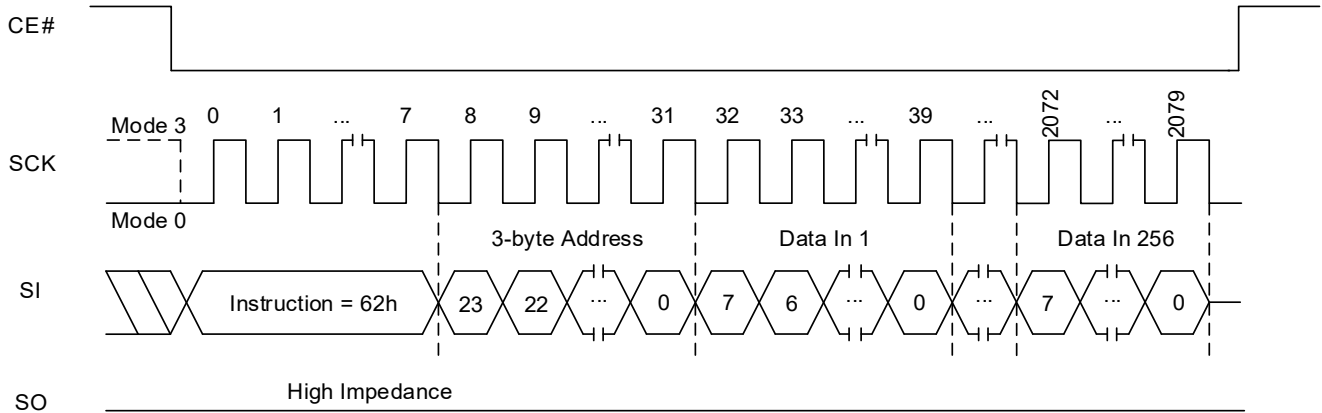 CE#
SCK
Mode 3
0 1 ... 7 8 9 ... 31 32 33 ... 39 ... 2072 ... 2079
Mode 0
3-byte Address Data In 1 Data In 256
SI
Instruction = 62h 23 22 ... 0 7 6 ... 0 ... 7 ... 0
SO
High Impedance